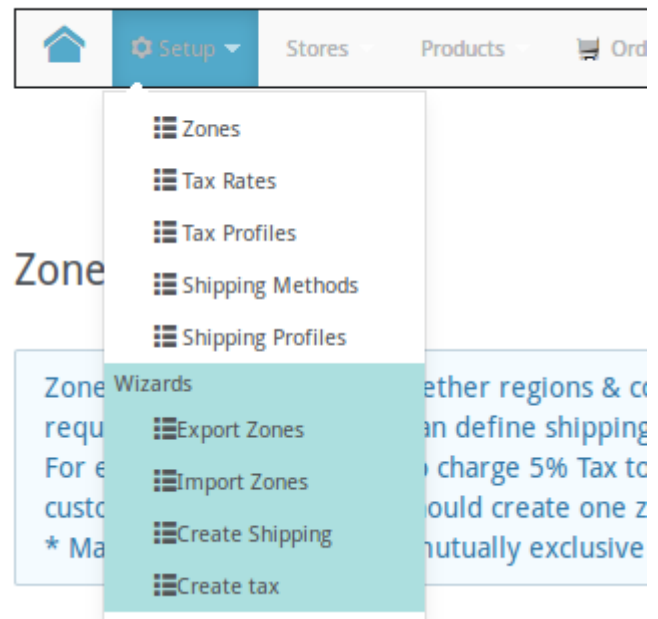 Setup Stores Products
Zones
Tax Rates
Tax Profiles
Shipping Methods
Shipping Profiles
Wizards
Export Zones
Import Zones
Create Shipping
Create tax
Zone
Zone ether regions & co
requ an define shipping
For e charge 5% Tax to
custo ould create one z
* Ma utually exclusive